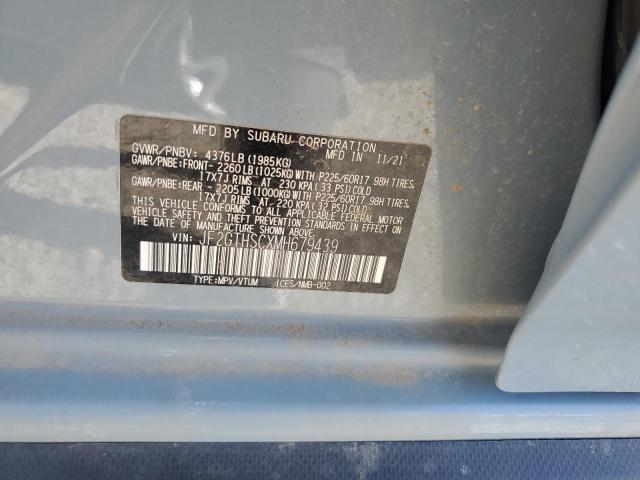 MFD BY SUBARU CORPORATION
GVWR/PNBV: 4376LB (1985KG) MFD IN 11/21
GAWR/PNBE: FRONT- 2260LB (1025KG) WITH P225/60R17 98H TIRES,
17X7J RIMS AT 230 KPA (33 PSI) COLD
GAWR/PNBE: REAR - 2205LB (1000KG) WITH P225/60R17 98H TIRES,
17X7J RIMS AT 220 KPA (32 PSI) COLD
THIS VEHICLE CONFORMS TO ALL APPLICABLE FEDERAL MOTOR
VEHICLE SAFETY AND THEFT PREVENTION STANDARDS IN
EFFECT ON THE DATE OF MANUFACTURE SHOWN ABOVE.
VIN: JF2GTHSCXMH679439
TYPE: MPV/VTUM ICES/NMB-002